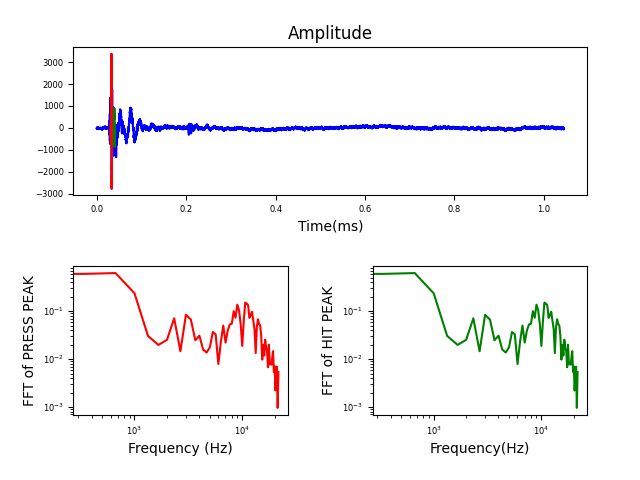 Amplitude
3000
2000
1000
0
−1000
−2000
−3000
0.0 0.2 0.4 0.6 0.8 1.0
Time(ms)
FFT of PRESS PEAK
10⁻¹
10⁻²
10⁻³
10³ 10⁴
Frequency (Hz)
FFT of HIT PEAK
10⁻¹
10⁻²
10⁻³
10³ 10⁴
Frequency(Hz)